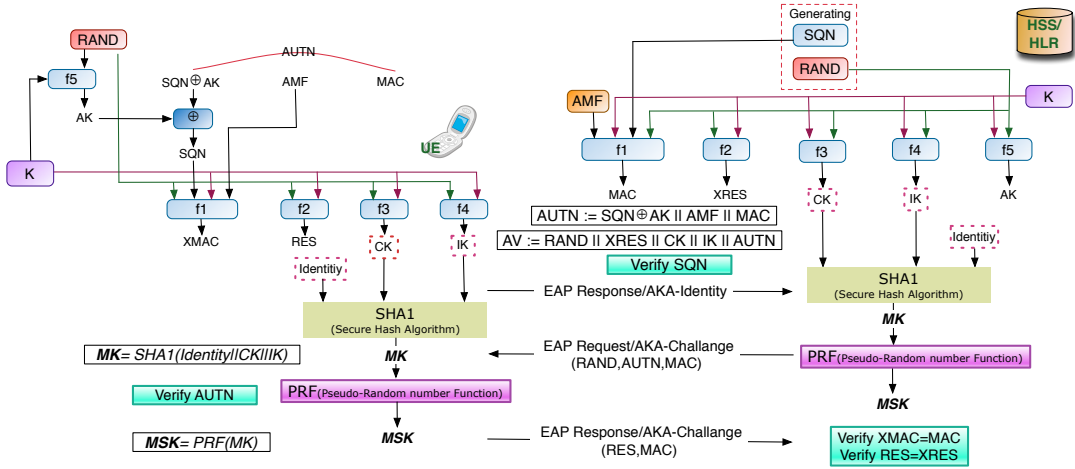 RAND
f5
AK
K
AUTN
SQN⊕AK
AMF
MAC
⊕
SQN
UE
f1
f2
f3
f4
XMAC
RES
CK
IK
Identitiy
SHA1
(Secure Hash Algorithm)
MK= SHA1(Identity||CK||IK)
MK
Verify AUTN
PRF(Pseudo-Random number Function)
MSK= PRF(MK)
MSK
Generating
SQN
RAND
HSS/
HLR
AMF
K
f1
f2
f3
f4
f5
MAC
XRES
CK
IK
AK
AUTN := SQN⊕AK || AMF || MAC
AV := RAND || XRES || CK || IK || AUTN
Identitiy
Verify SQN
EAP Response/AKA-Identity
SHA1
(Secure Hash Algorithm)
MK
EAP Request/AKA-Challange
(RAND,AUTN,MAC)
PRF(Pseudo-Random number Function)
MSK
EAP Response/AKA-Challange
(RES,MAC)
Verify XMAC=MAC
Verify RES=XRES